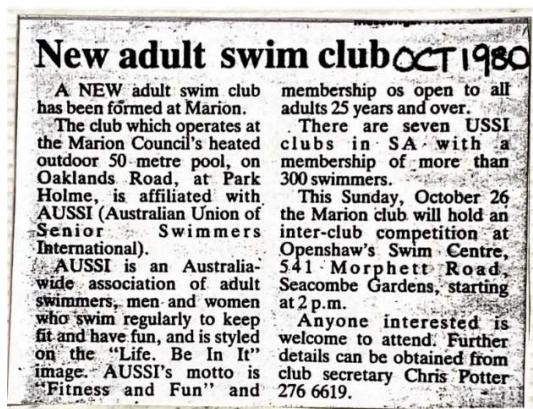 New adult swim club OCT 1980
A NEW adult swim club
has been formed at Marion.
The club which operates at
the Marion Council's heated
outdoor 50 metre pool, on
Oaklands Road, at Park
Holme, is affiliated with
AUSSI (Australian Union of
Senior Swimmers
International).
AUSSI is an Australia-
wide association of adult
swimmers, men and women
who swim regularly to keep
fit and have fun, and is styled
on the "Life. Be In It"
image. AUSSI's motto is
"Fitness and Fun" and
membership os open to all
adults 25 years and over.
There are seven USSI
clubs in SA with a
membership of more than
300 swimmers.
This Sunday, October 26
the Marion club will hold an
inter-club competition at
Openshaw's Swim Centre,
541 Morphett Road,
Seacombe Gardens, starting
at 2 p.m.
Anyone interested is
welcome to attend. Further
details can be obtained from
club secretary Chris Potter
276 6619.